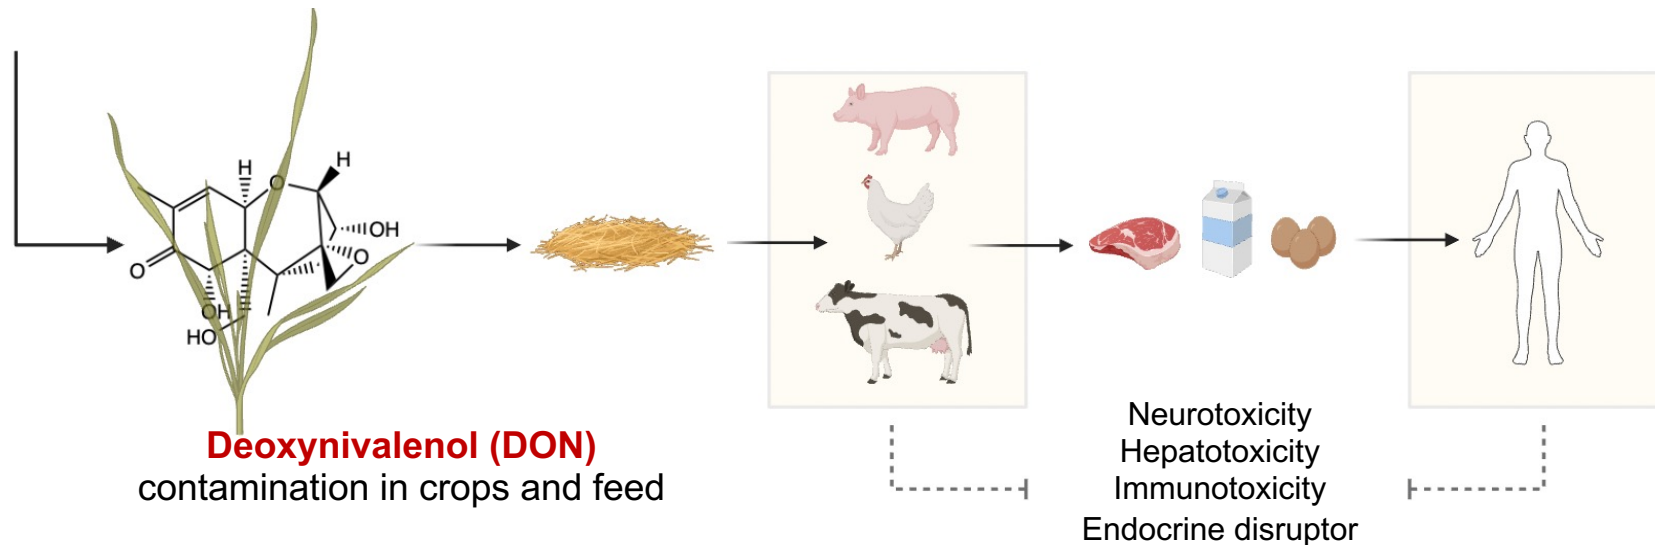 H
H
O
OH
O
O
OH
HO
Deoxynivalenol (DON)
contamination in crops and feed
Neurotoxicity
Hepatotoxicity
Immunotoxicity
Endocrine disruptor